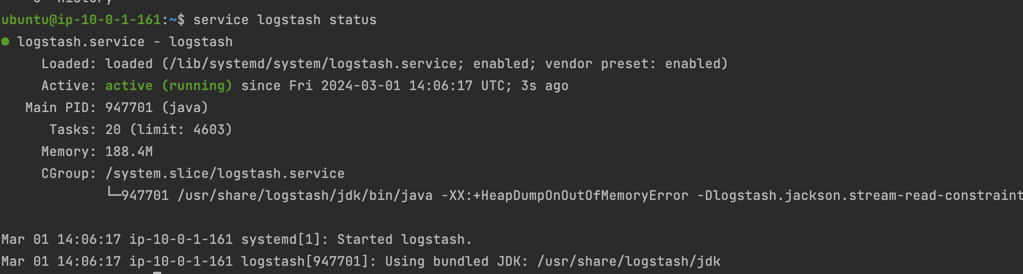 ubuntu@ip-10-0-1-161:~$ service logstash status
● logstash.service - logstash
Loaded: loaded (/lib/systemd/system/logstash.service; enabled; vendor preset: enabled)
Active: active (running) since Fri 2024-03-01 14:06:17 UTC; 3s ago
Main PID: 947701 (java)
Tasks: 20 (limit: 4603)
Memory: 188.4M
CGroup: /system.slice/logstash.service
└─947701 /usr/share/logstash/jdk/bin/java -XX:+HeapDumpOnOutOfMemoryError -Dlogstash.jackson.stream-read-constraint
Mar 01 14:06:17 ip-10-0-1-161 systemd[1]: Started logstash.
Mar 01 14:06:17 ip-10-0-1-161 logstash[947701]: Using bundled JDK: /usr/share/logstash/jdk